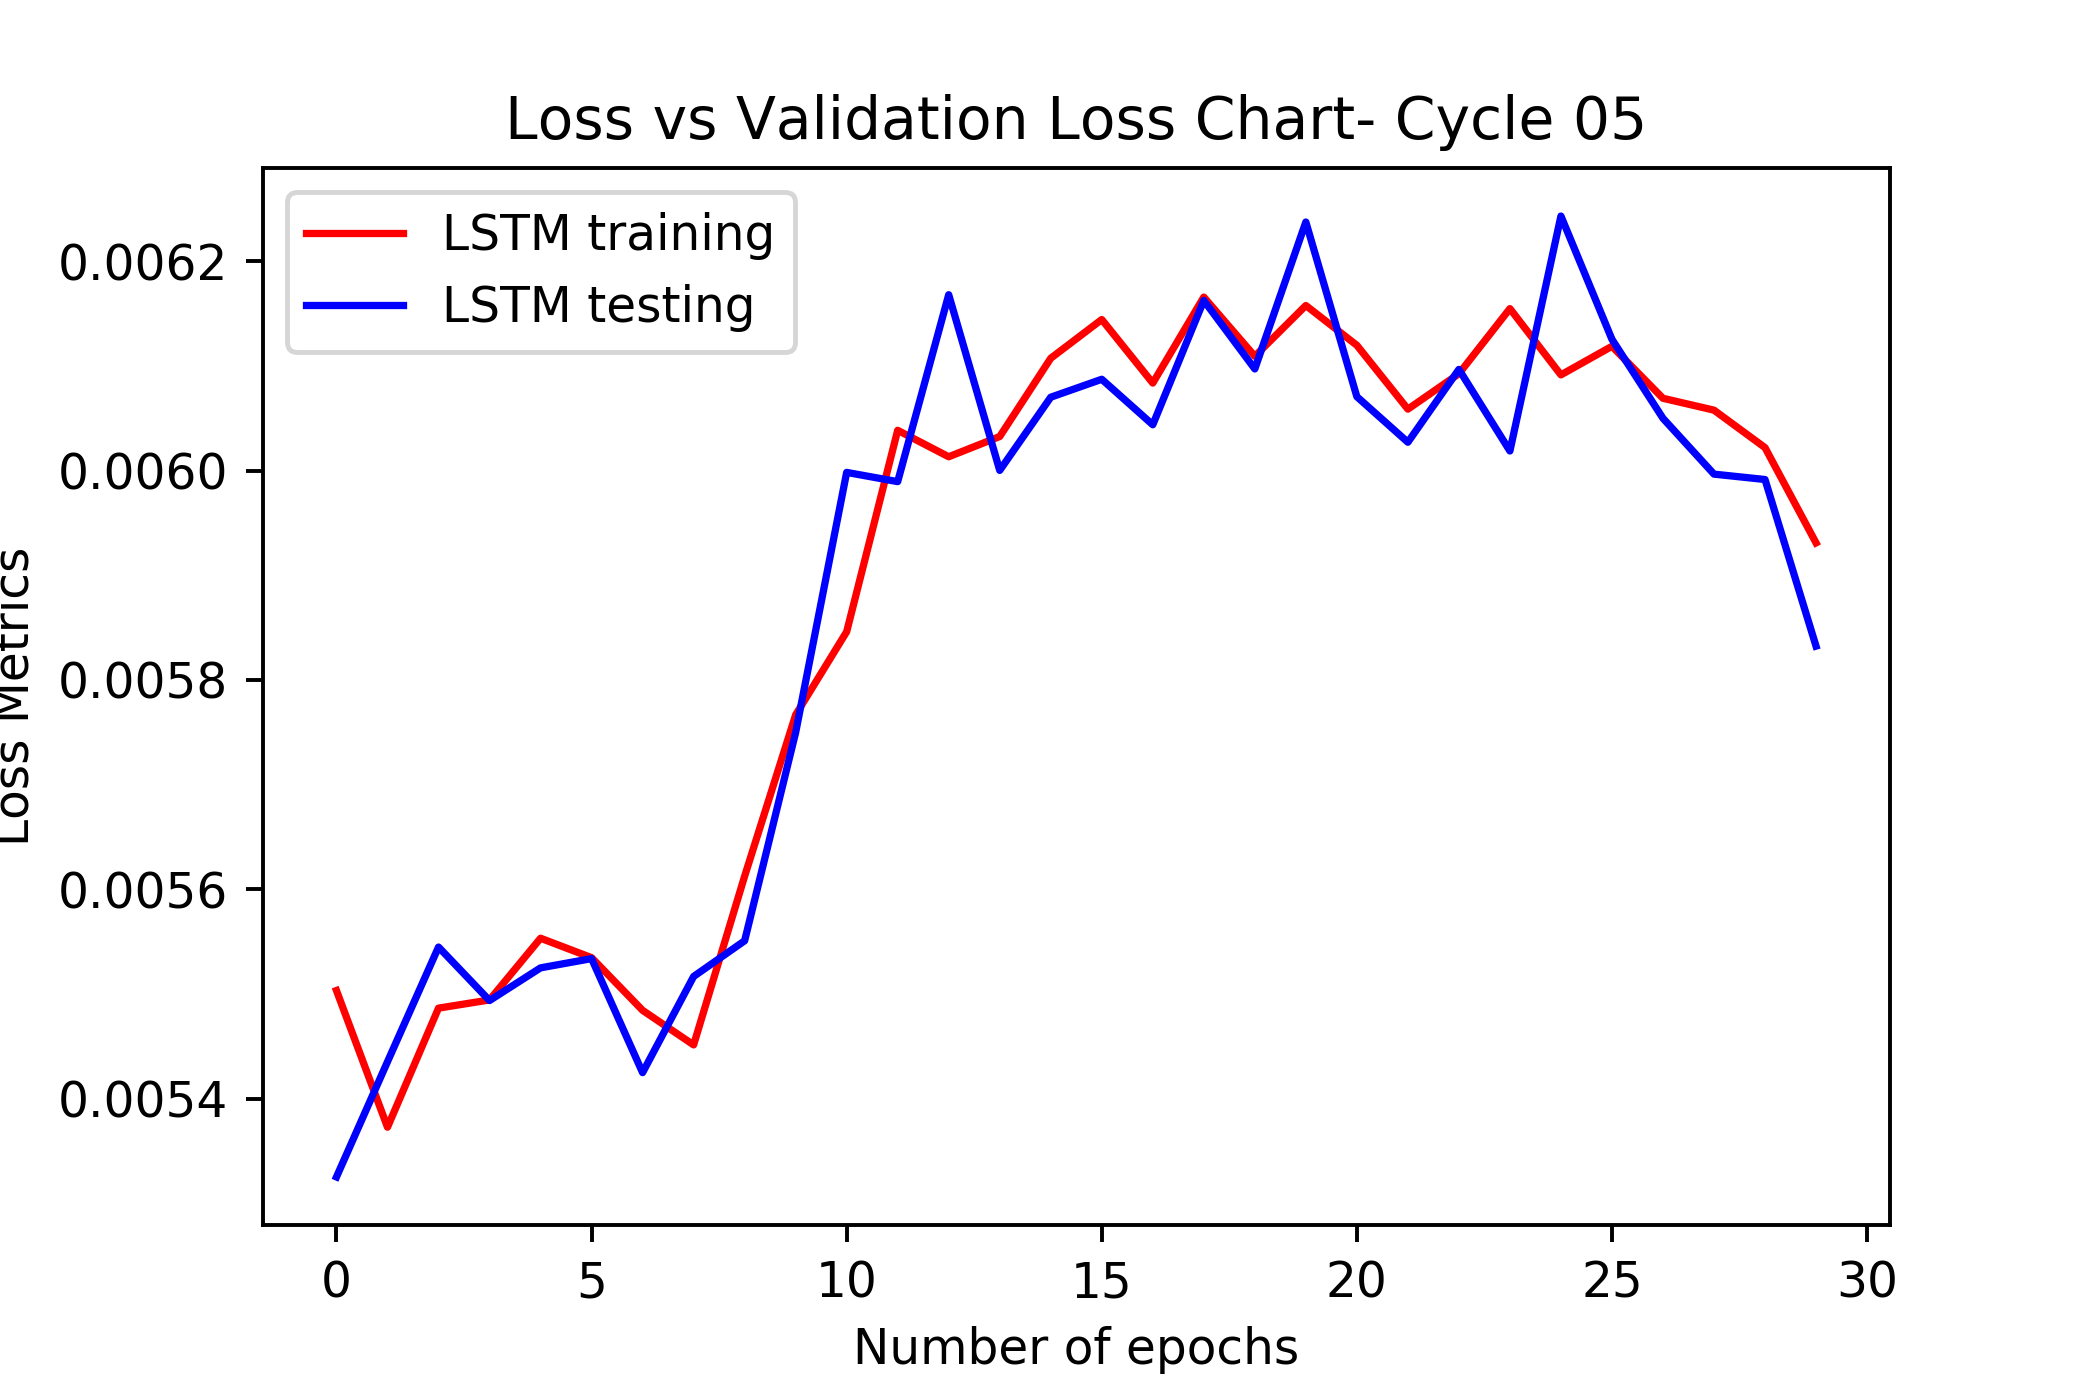 Loss vs Validation Loss Chart- Cycle 05
LSTM training
LSTM testing
0.0062
0.0060
0.0058
0.0056
0.0054
Loss Metrics
0 5 10 15 20 25 30
Number of epochs